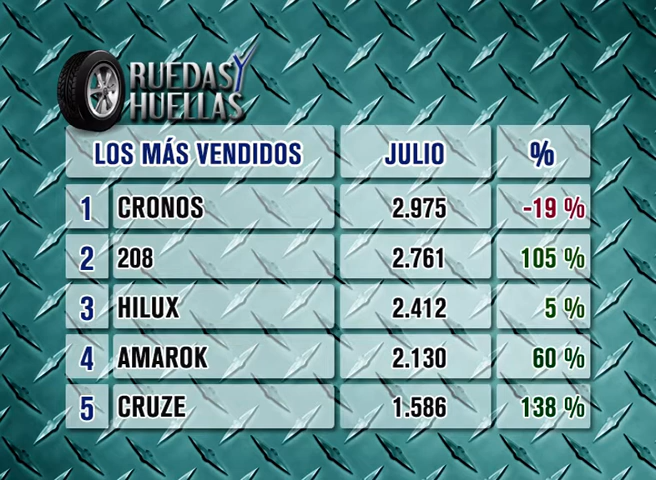 RUEDAS Y
HUELLAS
LOS MÁS VENDIDOS JULIO %
1 CRONOS 2.975 -19 %
2 208 2.761 105 %
3 HILUX 2.412 5 %
4 AMAROK 2.130 60 %
5 CRUZE 1.586 138 %